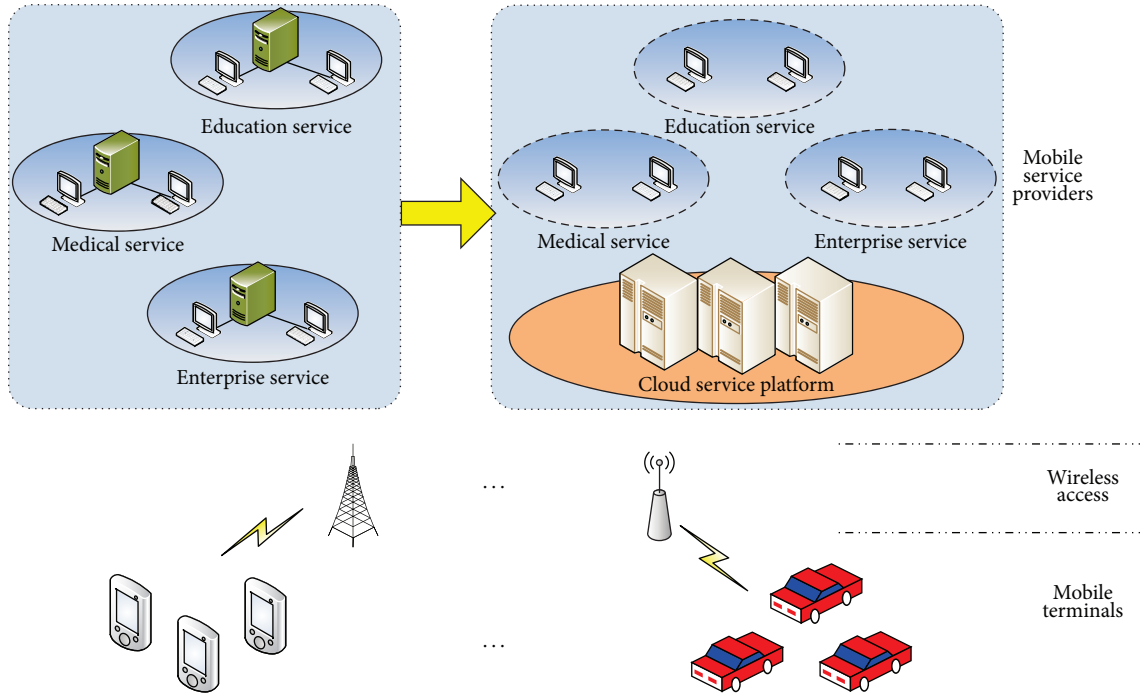 Education service
Medical service
Enterprise service
Education service
Medical service
Enterprise service
Cloud service platform
Mobile
service
providers
...
Wireless
access
...
Mobile
terminals